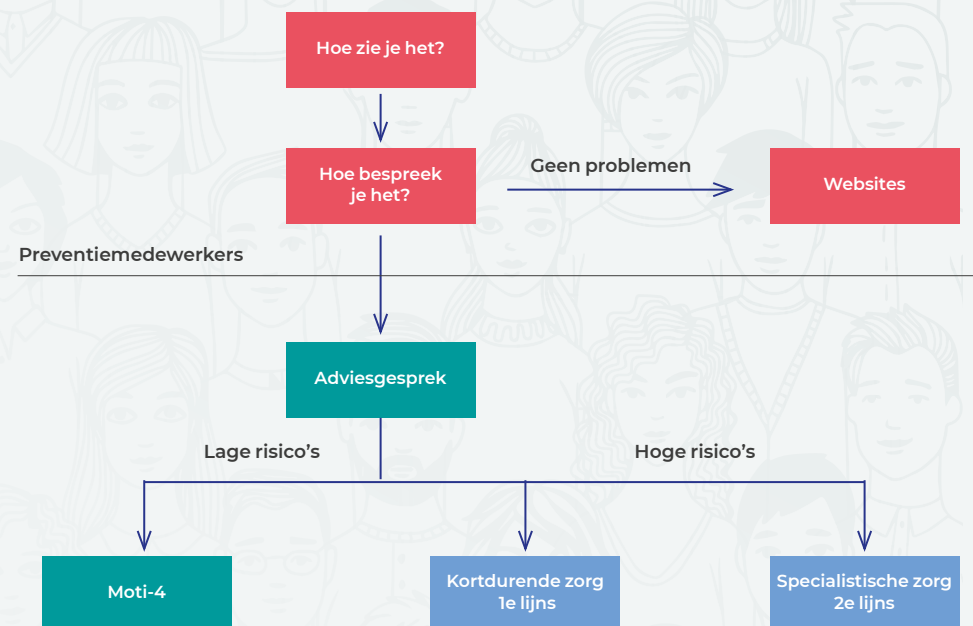 Hoe zie je het?
Hoe bespreek
je het?
Geen problemen
Websites
Preventiemedewerkers
Adviesgesprek
Lage risico’s
Hoge risico’s
Moti-4
Kortdurende zorg
1e lijns
Specialistische zorg
2e lijns